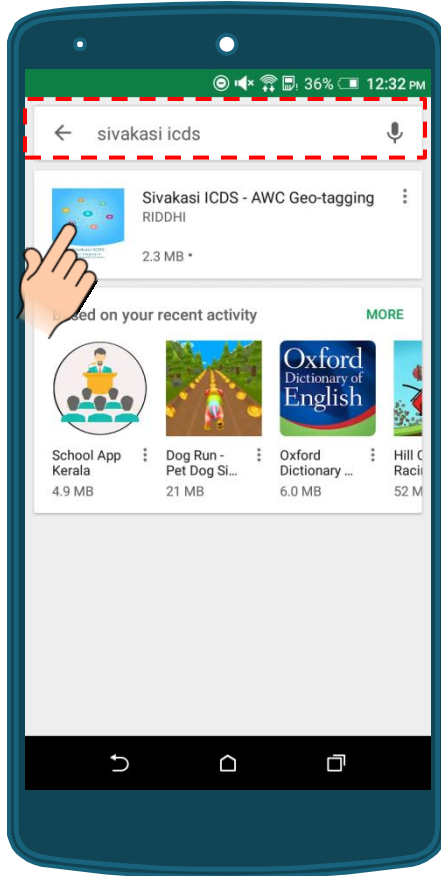 36% 12:32 PM
sivakasi icds
Sivakasi ICDS - AWC Geo-tagging
RIDDHI
2.3 MB •
sed on your recent activity MORE
Oxford
Dictionary of
English
School App
Kerala
4.9 MB
Dog Run -
Pet Dog Si...
21 MB
Oxford
Dictionary ...
6.0 MB
Hill C
Racin
52 M